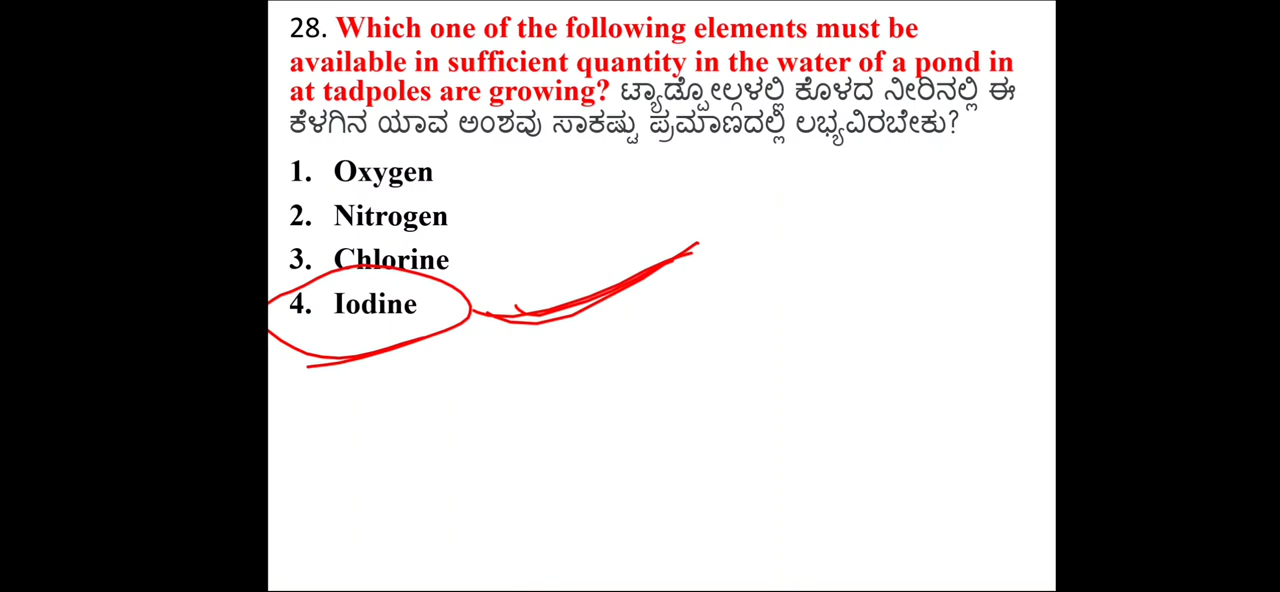 28. Which one of the following elements must be
available in sufficient quantity in the water of a pond in
at tadpoles are growing? ಟ್ಯಾಡ್ಪೋಲ್ಗಳಲ್ಲಿ ಕೊಳದ ನೀರಿನಲ್ಲಿ ಈ
ಕೆಳಗಿನ ಯಾವ ಅಂಶವು ಸಾಕಷ್ಟು ಪ್ರಮಾಣದಲ್ಲಿ ಲಭ್ಯವಿರಬೇಕು?
1. Oxygen
2. Nitrogen
3. Chlorine
4. Iodine